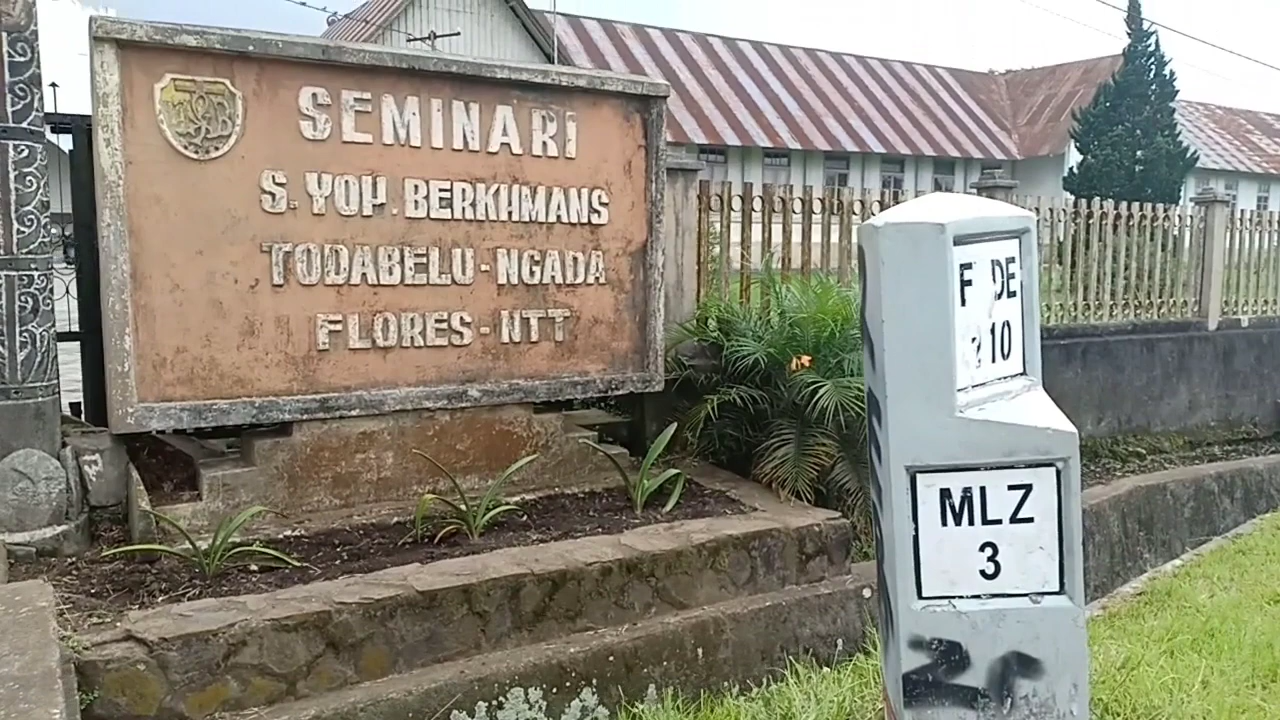 SEMINARI
S. YOH. BERKHMANS
TODABELU - NGADA
FLORES - NTT
DE
10
MLZ
3